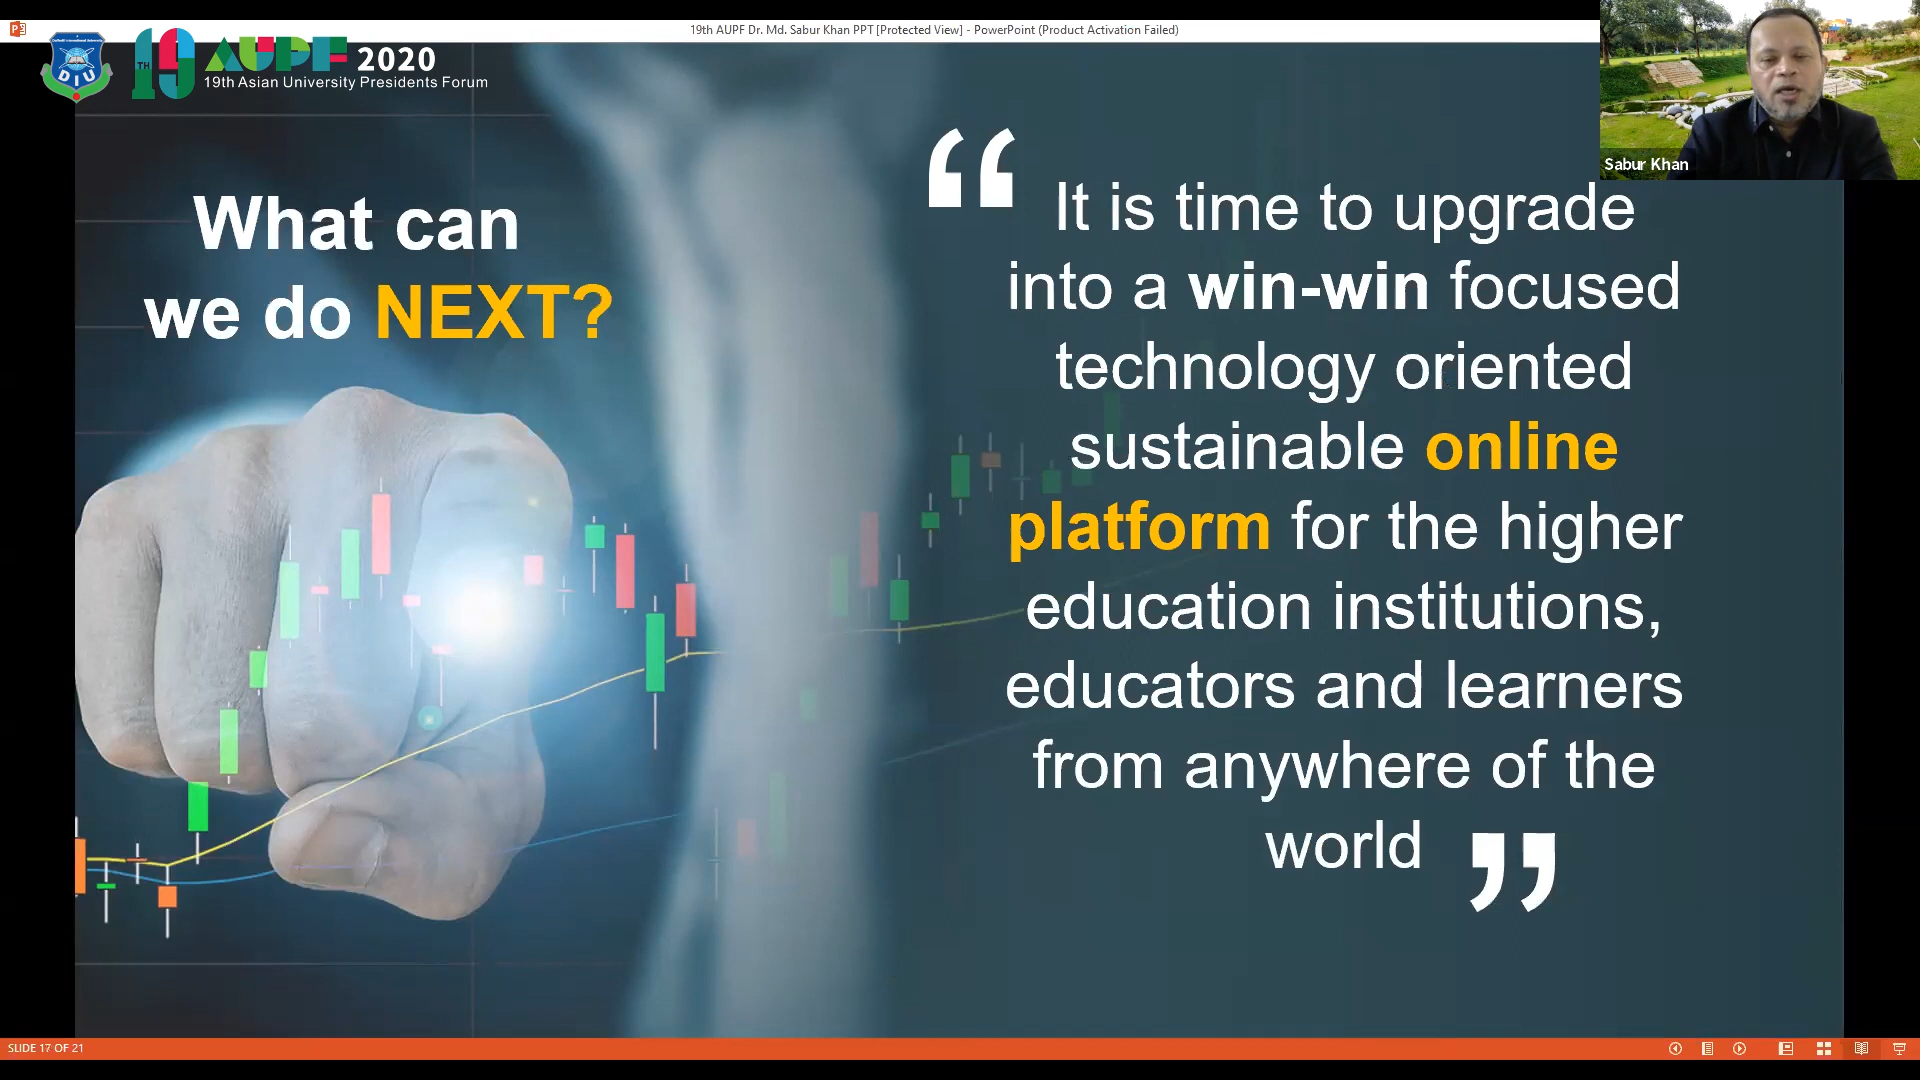 19th AUPF Dr. Md. Sabur Khan PPT [Protected View] - PowerPoint (Product Activation Failed)
DIU
19TH AUPF 2020
19th Asian University Presidents Forum
Sabur Khan
What can
we do NEXT?
“ It is time to upgrade
into a win-win focused
technology oriented
sustainable online
platform for the higher
education institutions,
educators and learners
from anywhere of the
world ”
SLIDE 17 OF 21